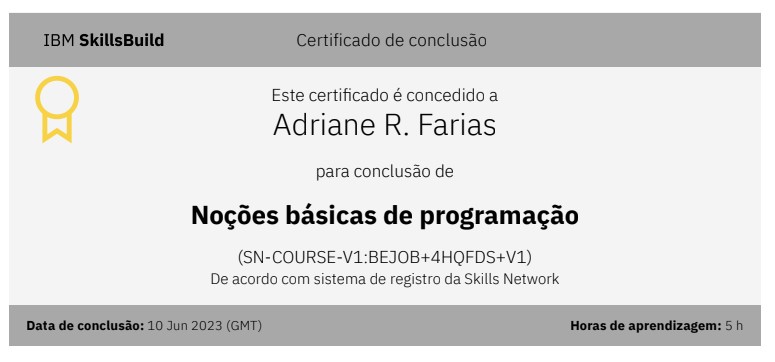 IBM SkillsBuild
Certificado de conclusão
Este certificado é concedido a
Adriane R. Farias
para conclusão de
Noções básicas de programação
(SN-COURSE-V1:BEJOB+4HQFDS+V1)
De acordo com sistema de registro da Skills Network
Data de conclusão: 10 Jun 2023 (GMT)
Horas de aprendizagem: 5 h